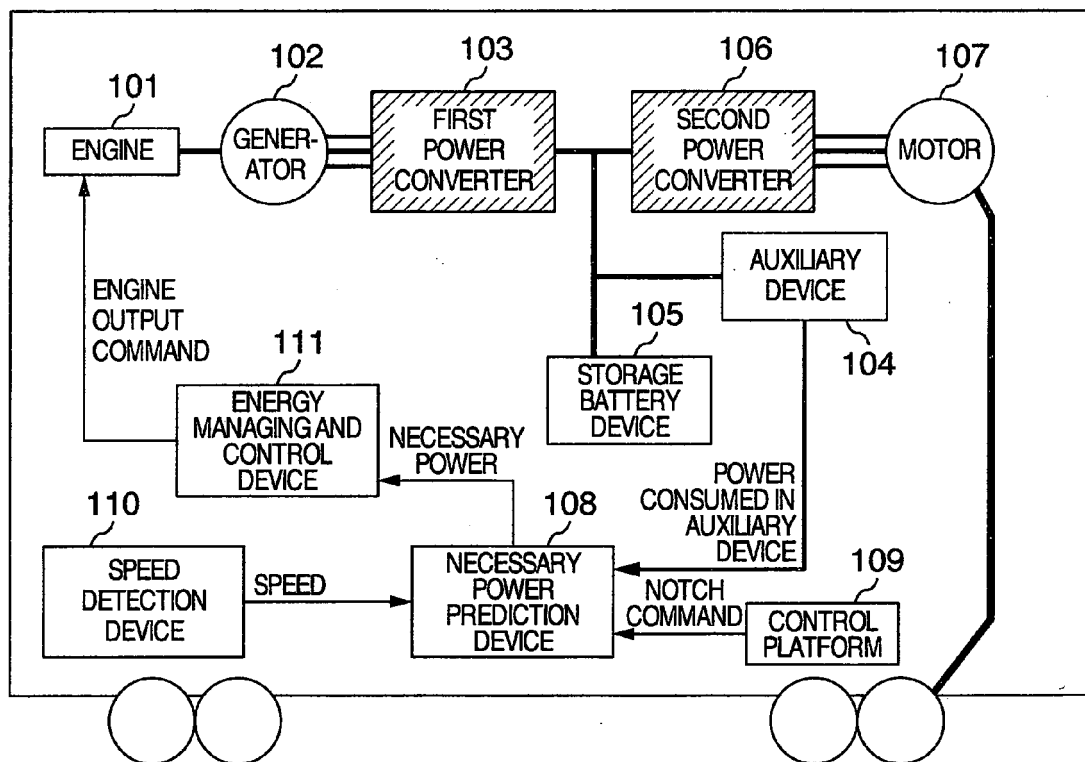 101
ENGINE
102
GENER-
ATOR
103
FIRST
POWER
CONVERTER
106
SECOND
POWER
CONVERTER
107
MOTOR
AUXILIARY
DEVICE
104
105
STORAGE
BATTERY
DEVICE
ENGINE
OUTPUT
COMMAND
111
ENERGY
MANAGING AND
CONTROL
DEVICE
NECESSARY
POWER
POWER
CONSUMED IN
AUXILIARY
DEVICE
110
SPEED
DETECTION
DEVICE
SPEED
108
NECESSARY
POWER
PREDICTION
DEVICE
NOTCH
COMMAND
109
CONTROL
PLATFORM